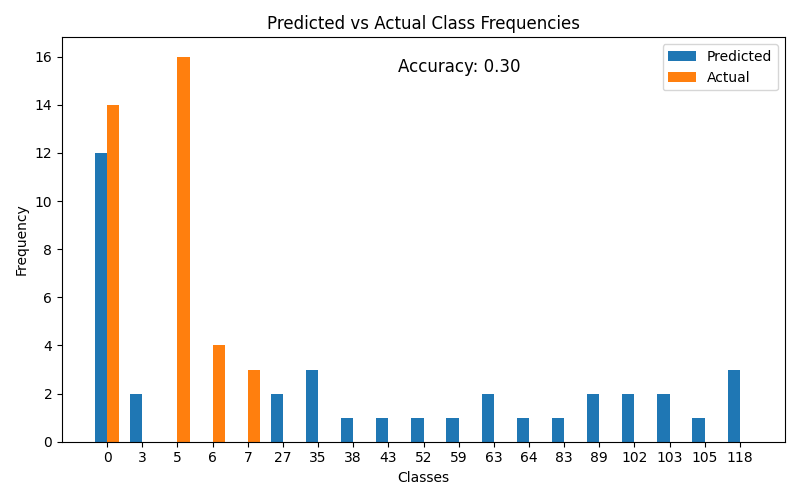 Predicted vs Actual Class Frequencies
Accuracy: 0.30
Predicted
Actual
16
14
12
10
8
6
4
2
0
Frequency
0 3 5 6 7 27 35 38 43 52 59 63 64 83 89 102 103 105 118
Classes